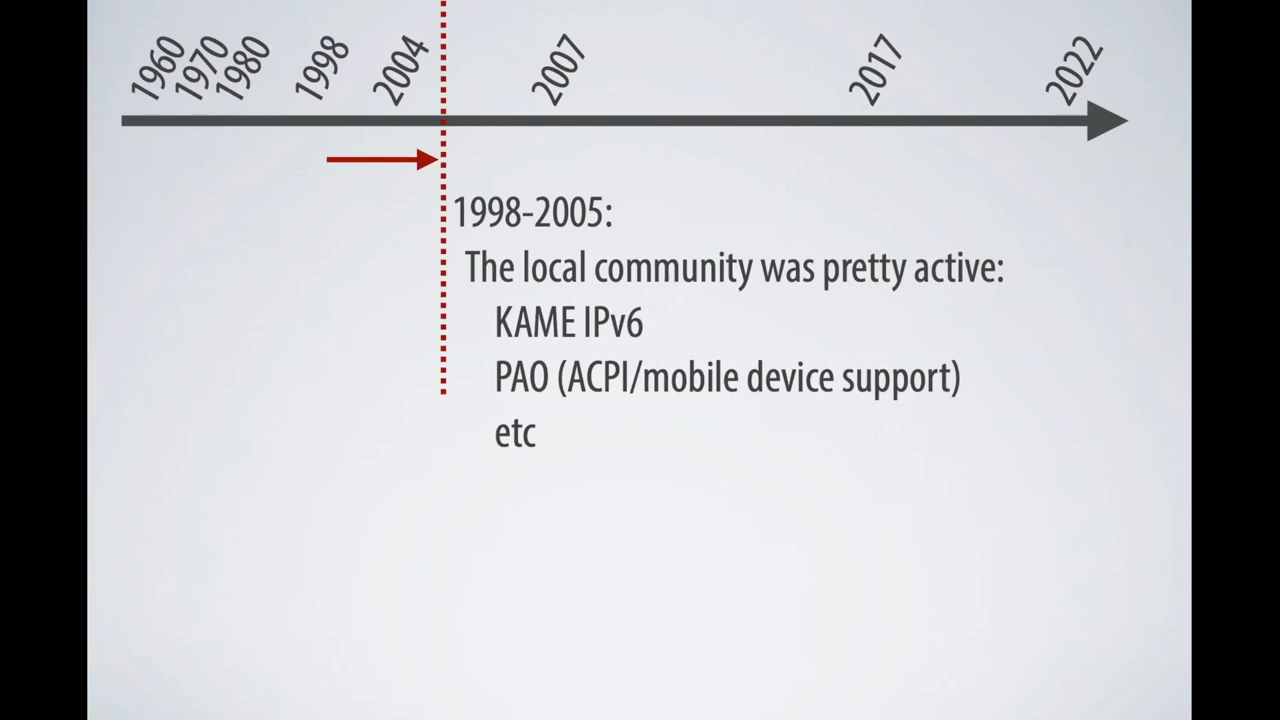 1960 1970 1980 1998 2004 2007 2017 2022
1998-2005:
The local community was pretty active:
KAME IPv6
PAO (ACPI/mobile device support)
etc